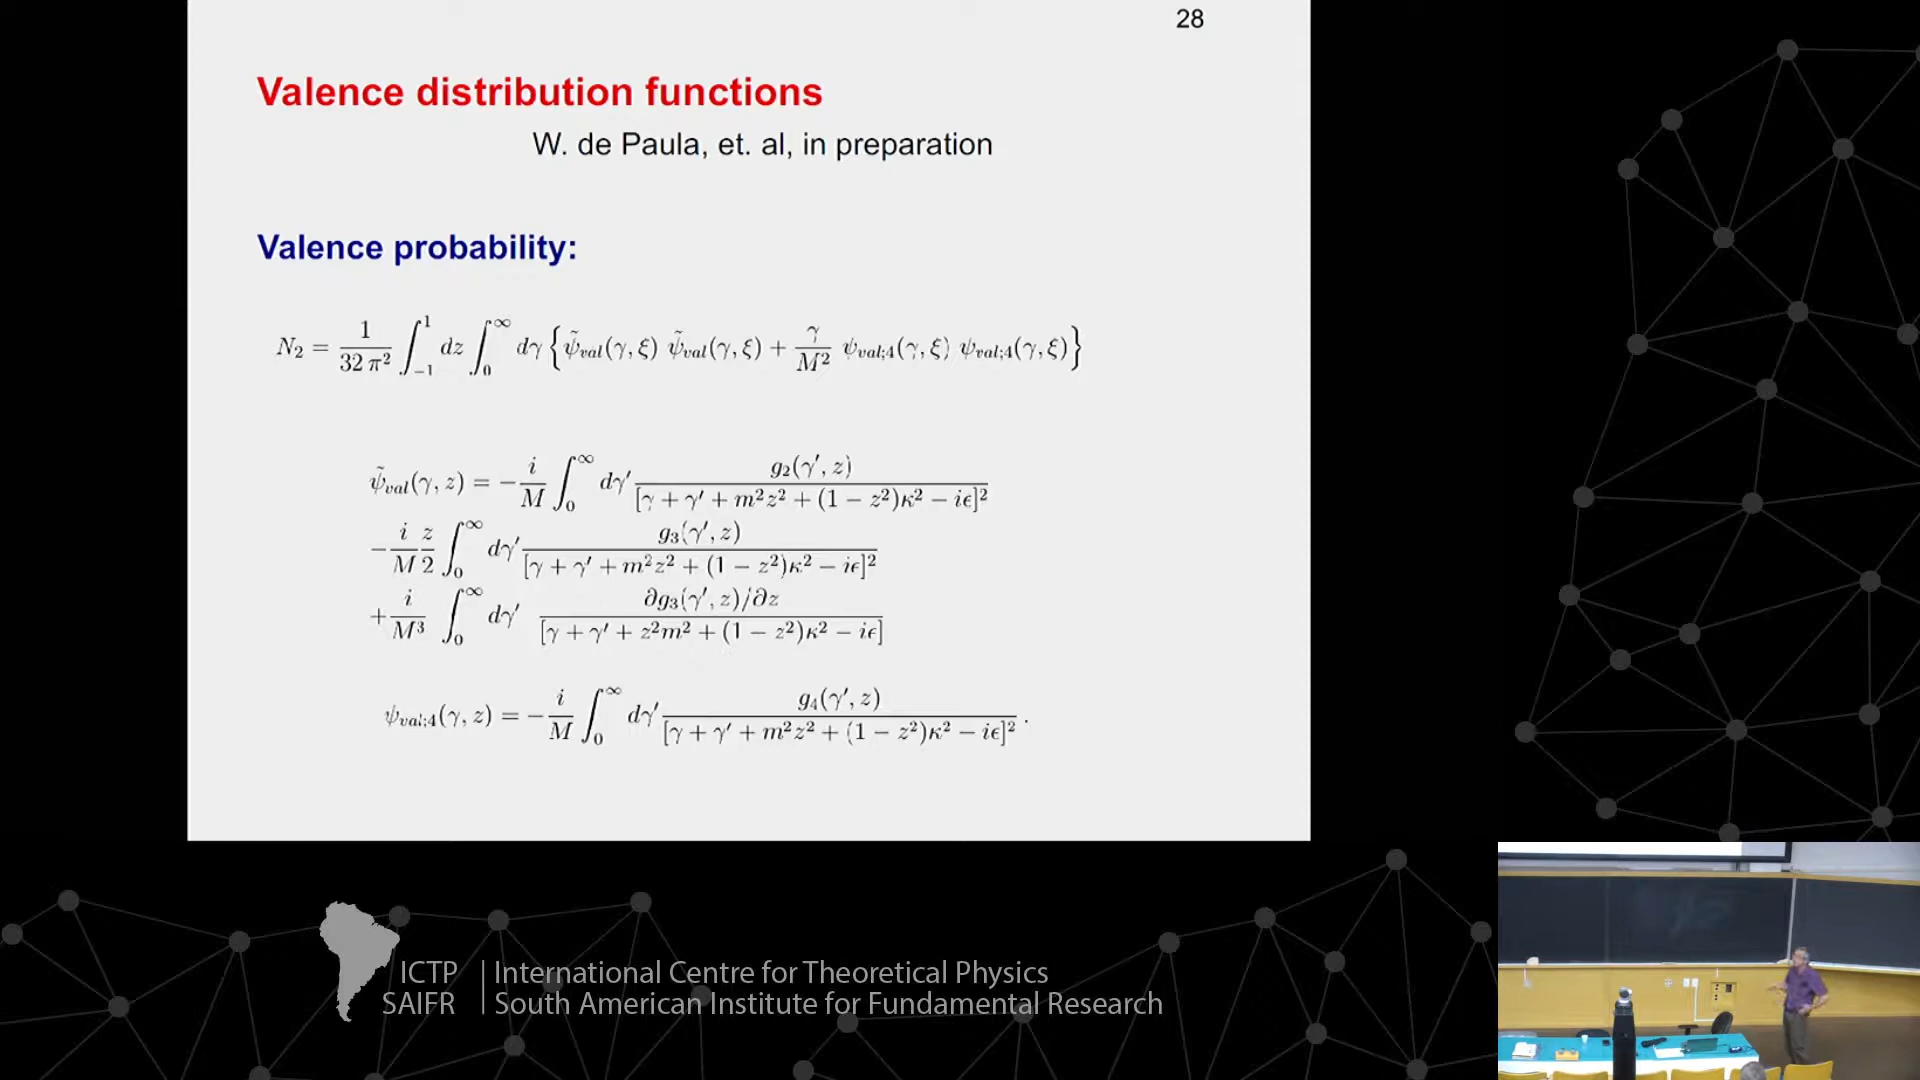 28
Valence distribution functions
W. de Paula, et. al, in preparation
Valence probability:
N₂ = 1/(32 π²) ∫₋₁¹ dz ∫₀^∞ dγ { ψ̃_val(γ, ξ) ψ̃_val(γ, ξ) + γ/M² ψ_val;4(γ, ξ) ψ_val;4(γ, ξ) }
ψ̃_val(γ, z) = − i/M ∫₀^∞ dγ′ g₂(γ′, z) / [γ + γ′ + m²z² + (1 − z²)κ² − iϵ]²
− i/M z/2 ∫₀^∞ dγ′ g₃(γ′, z) / [γ + γ′ + m²z² + (1 − z²)κ² − iϵ]²
+ i/M³ ∫₀^∞ dγ′ ∂g₃(γ′, z)/∂z / [γ + γ′ + z²m² + (1 − z²)κ² − iϵ]
ψ_val;4(γ, z) = − i/M ∫₀^∞ dγ′ g₄(γ′, z) / [γ + γ′ + m²z² + (1 − z²)κ² − iϵ]² .
ICTP | International Centre for Theoretical Physics
SAIFR | South American Institute for Fundamental Research